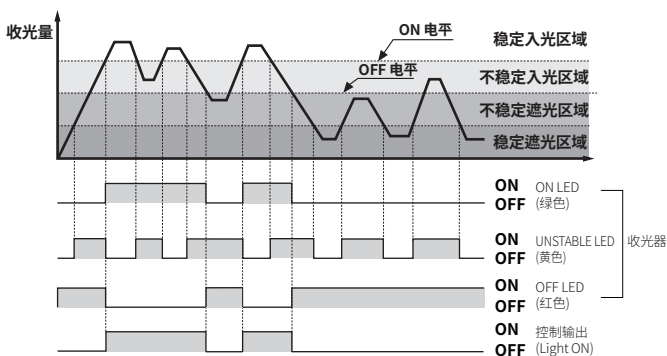 收光量
ON 电平
OFF 电平
稳定入光区域
不稳定入光区域
不稳定遮光区域
稳定遮光区域
ON ON LED
OFF (绿色)
ON UNSTABLE LED
OFF (黄色)
收光器
ON OFF LED
OFF (红色)
ON 控制输出
OFF (Light ON)